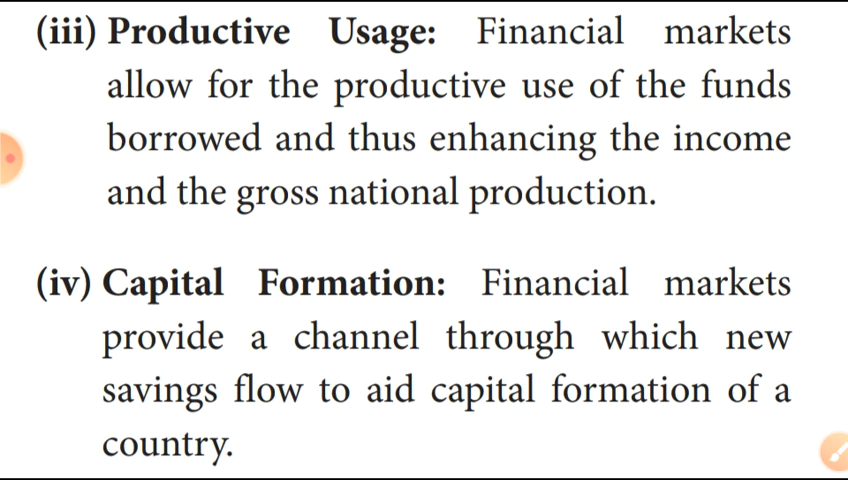 (iii) Productive Usage: Financial markets
allow for the productive use of the funds
borrowed and thus enhancing the income
and the gross national production.
(iv) Capital Formation: Financial markets
provide a channel through which new
savings flow to aid capital formation of a
country.